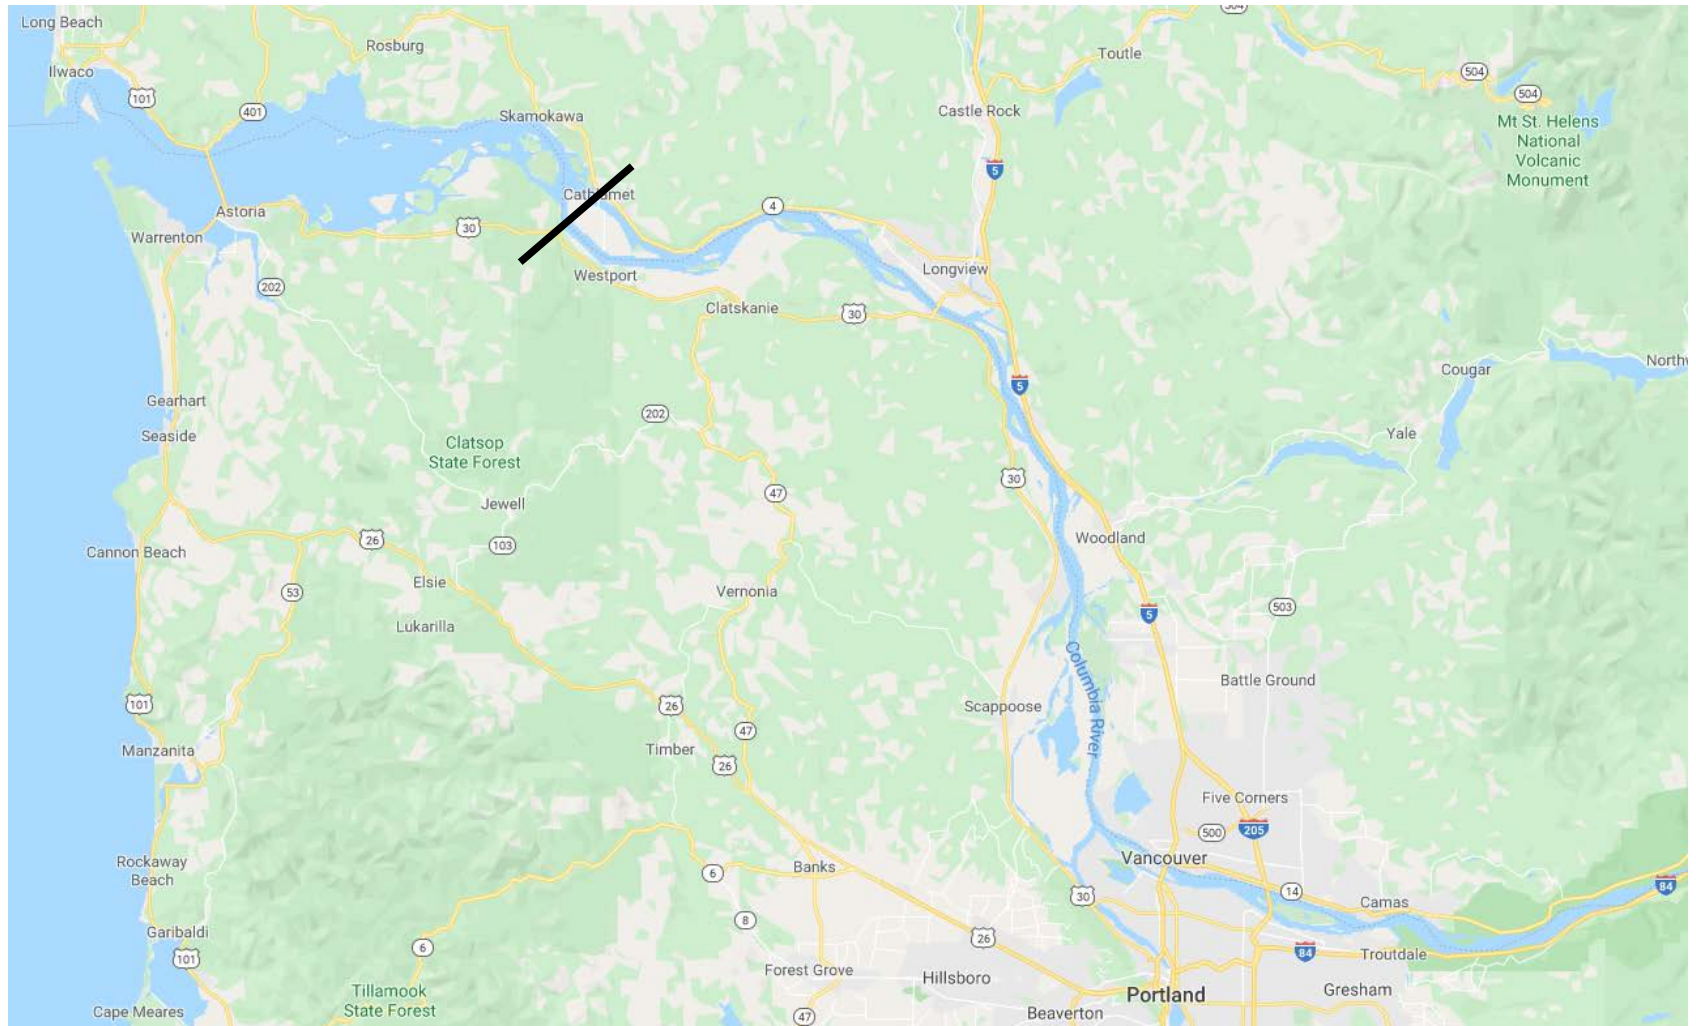 Long Beach
Rosburg
504
Toutle
Ilwaco
101
401
Skamokawa
Castle Rock
504
504
Mt St. Helens
National
Volcanic
Monument
5
Cathlamet
4
Astoria
30
Warrenton
Westport
Longview
202
Clatskanie
30
Northw
Cougar
5
Gearhart
202
Seaside
Yale
Clatsop
State Forest
30
47
Jewell
Woodland
26
103
Cannon Beach
Elsie
53
Vernonia
503
5
Lukarilla
Columbia River
Battle Ground
101
26
Scappoose
47
Manzanita
Timber
26
Five Corners
500
205
Rockaway
Beach
Banks
Vancouver
6
84
30
14
Camas
8
Garibaldi
6
26
84
Troutdale
101
Forest Grove
Hillsboro
Tillamook
State Forest
Portland
Gresham
Cape Meares
47
Beaverton